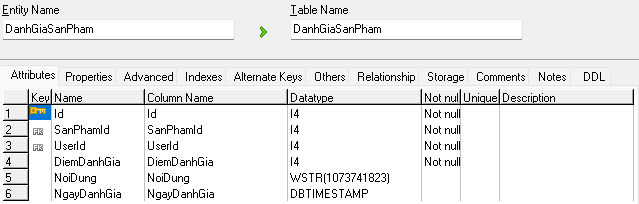 Entity Name Table Name
DanhGiaSanPham DanhGiaSanPham
Attributes Properties Advanced Indexes Alternate Keys Others Relationship Storage Comments Notes DDL
Key Name Column Name Datatype Not nul Unique Description
1 Id Id I4 Not null
2 FK SanPhamId SanPhamId I4 Not null
3 FK UserId UserId I4 Not null
4 DiemDanhGia DiemDanhGia I4 Not null
5 NoiDung NoiDung WSTR(1073741823)
6 NgayDanhGia NgayDanhGia DBTIMESTAMP